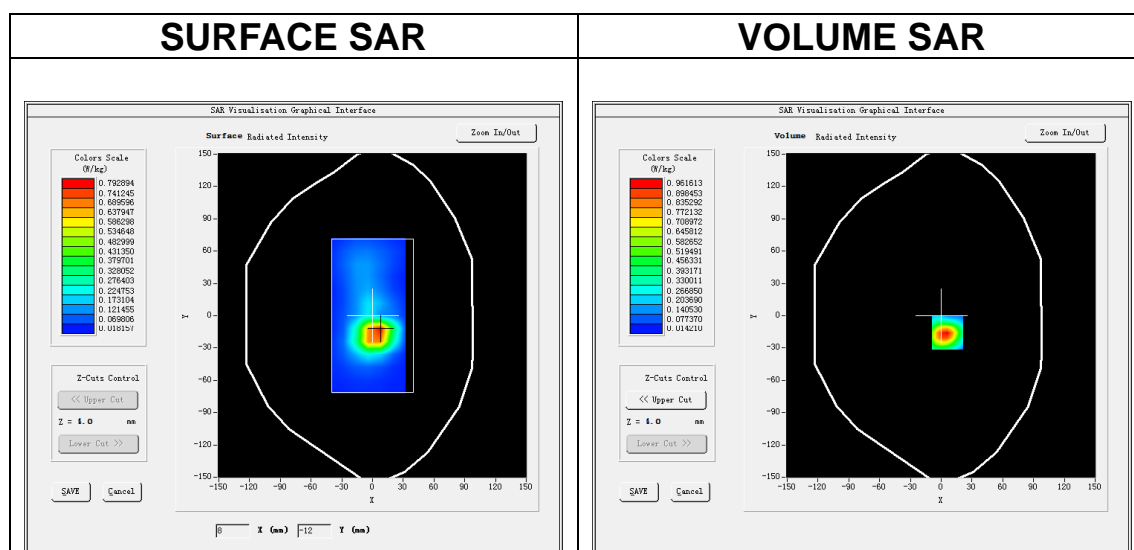 SURFACE SAR
VOLUME SAR
SAR Visualisation Graphical Interface
Surface Radiated Intensity
Zoom In/Out
Colors Scale
(W/kg)
0.792894
0.741245
0.689596
0.637947
0.586298
0.534648
0.482999
0.431350
0.379701
0.328052
0.276403
0.224753
0.173104
0.121455
0.069806
0.018157
Z-Cuts Control
<< Upper Cut
Z = 4.0 mm
Lower Cut >>
SAVE
Cancel
150
120
90
60
30
0
-30
-60
-90
-120
-150
Y
-150 -120 -90 -60 -30 0 30 60 90 120 150
X
8 X (mm) -12 Y (mm)
SAR Visualisation Graphical Interface
Volume Radiated Intensity
Zoom In/Out
Colors Scale
(W/kg)
0.961613
0.898453
0.835292
0.772132
0.708972
0.645812
0.582652
0.519491
0.456331
0.393171
0.330011
0.266850
0.203690
0.140530
0.077370
0.014210
Z-Cuts Control
<< Upper Cut
Z = 4.0 mm
Lower Cut >>
SAVE
Cancel
150
120
90
60
30
0
-30
-60
-90
-120
-150
Y
-150 -120 -90 -60 -30 0 30 60 90 120 150
X